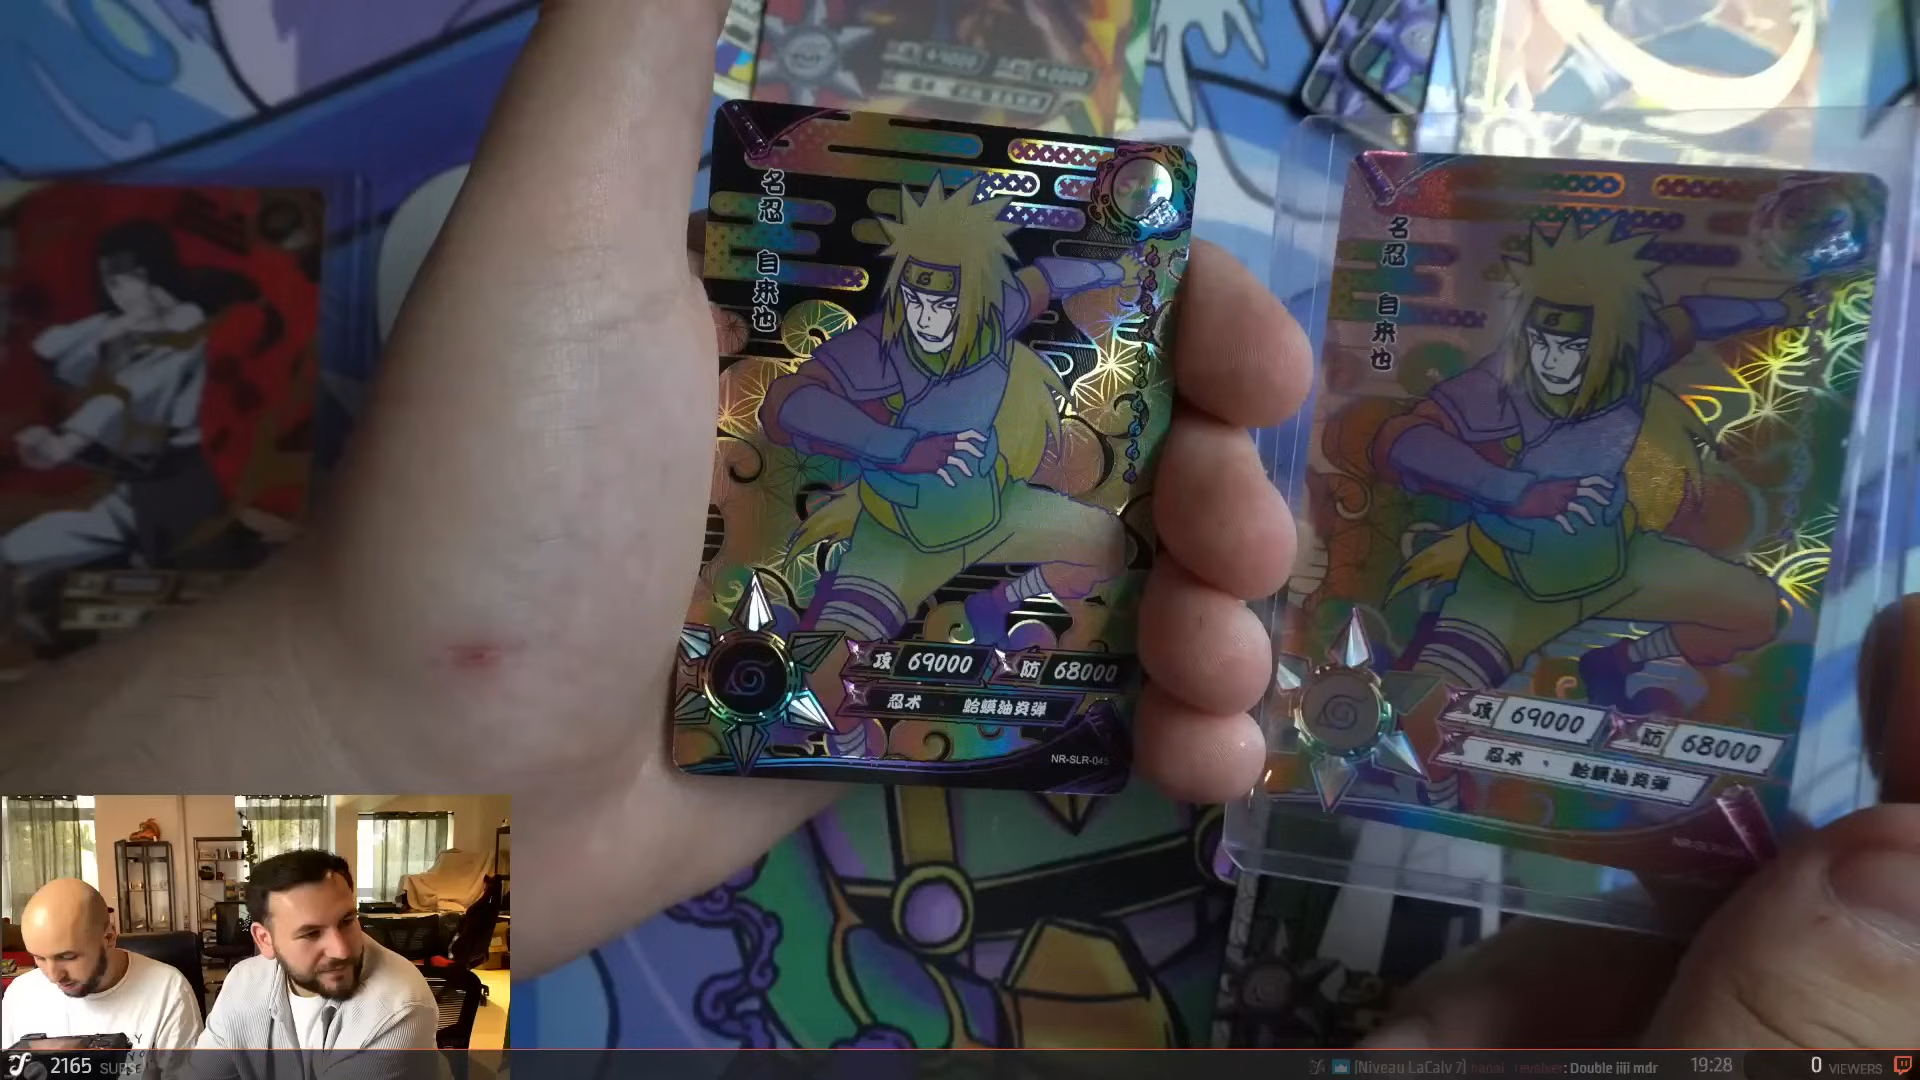 名忍 自来也
攻 69000 防 68000
忍术 · 蛤蟆油炎弹
NR-SLR-045
名忍 自来也
攻 69000 防 68000
忍术 · 蛤蟆油炎弹
2165 SUBS
[Niveau LaCalv 7] : Double jiji mdr
19:28
0 VIEWERS